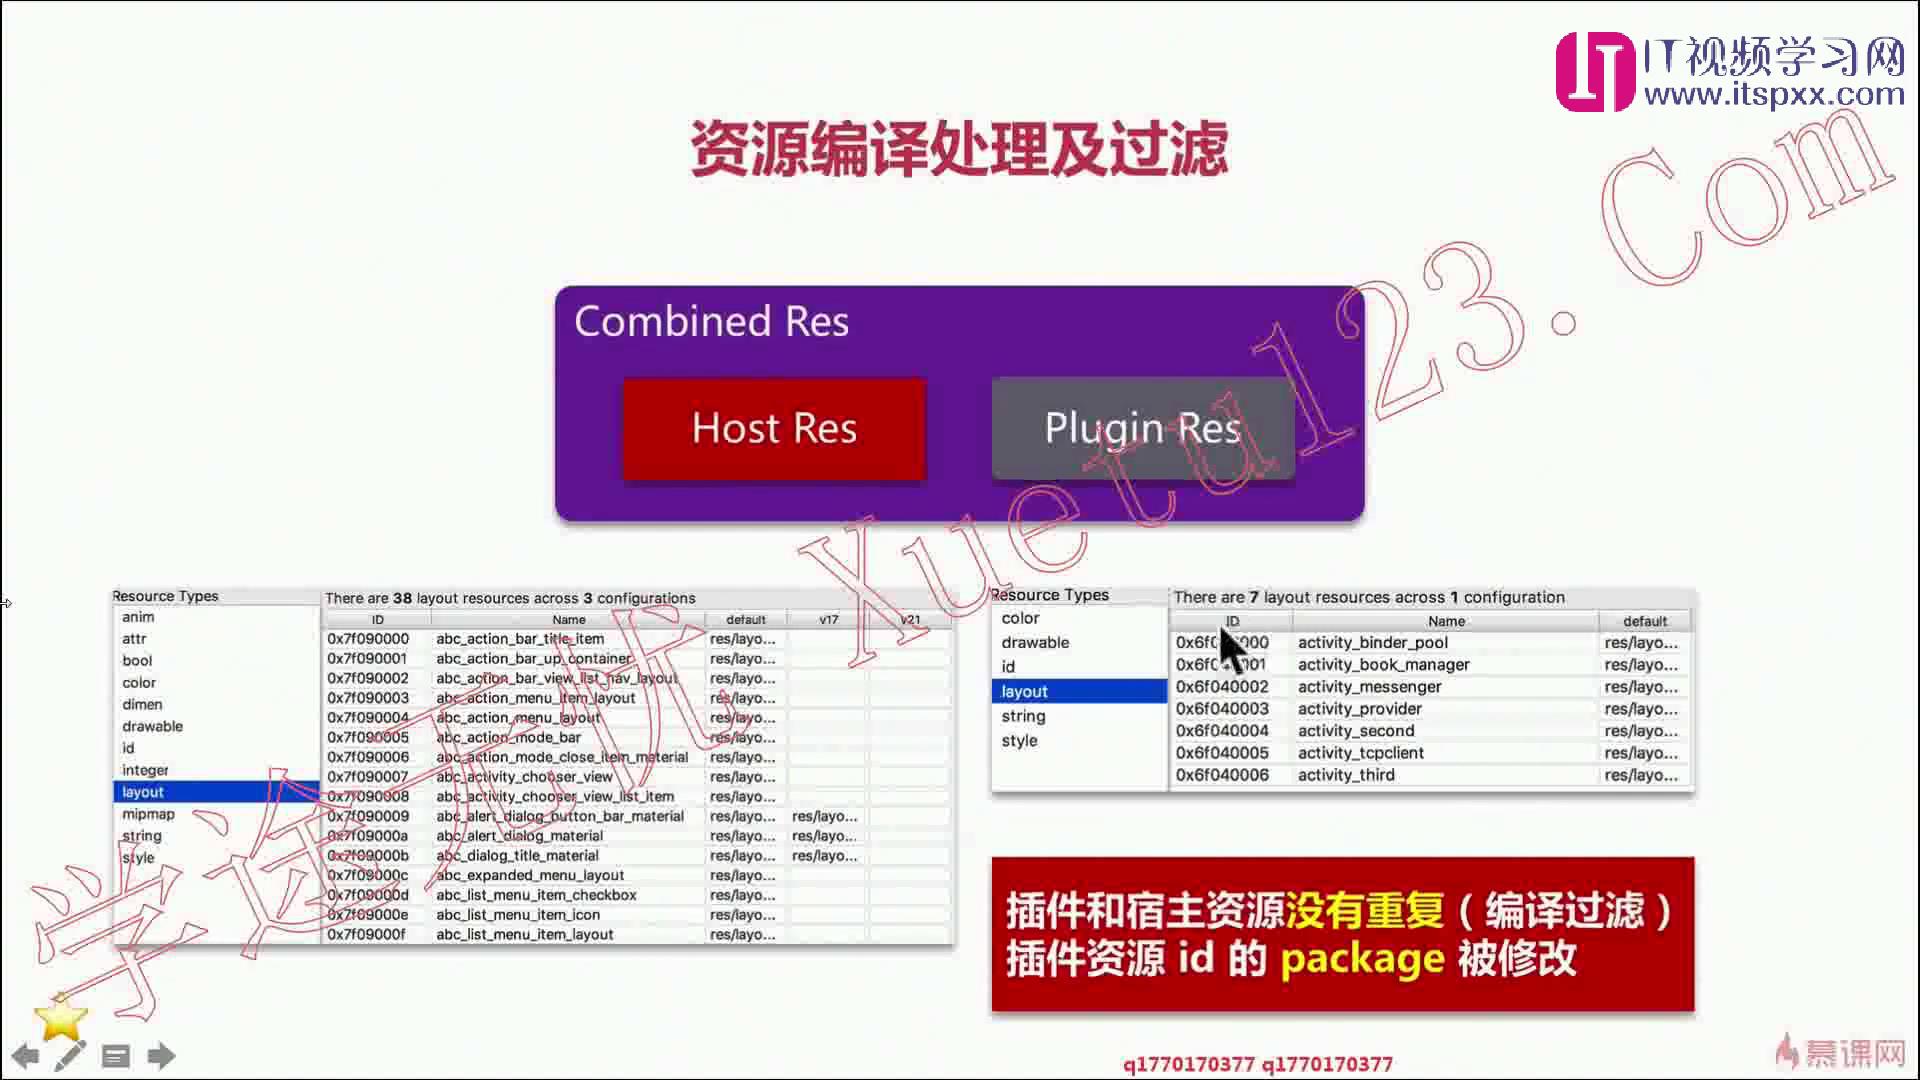 IT视频学习网
www.itspxx.com
资源编译处理及过滤
Combined Res
Host Res
Plugin Res
学途无忧 Xuetu123.Com
Resource Types
anim
attr
bool
color
dimen
drawable
id
integer
layout
mipmap
string
style
There are 38 layout resources across 3 configurations
ID Name default v17 v21
0x7f090000 abc_action_bar_title_item res/layo...
0x7f090001 abc_action_bar_up_container res/layo...
0x7f090002 abc_action_bar_view_list_nav_layout res/layo...
0x7f090003 abc_action_menu_item_layout res/layo...
0x7f090004 abc_action_menu_layout res/layo...
0x7f090005 abc_action_mode_bar res/layo...
0x7f090006 abc_action_mode_close_item_material res/layo...
0x7f090007 abc_activity_chooser_view res/layo...
0x7f090008 abc_activity_chooser_view_list_item res/layo...
0x7f090009 abc_alert_dialog_button_bar_material res/layo... res/layo...
0x7f09000a abc_alert_dialog_material res/layo... res/layo...
0x7f09000b abc_dialog_title_material res/layo... res/layo...
0x7f09000c abc_expanded_menu_layout res/layo...
0x7f09000d abc_list_menu_item_checkbox res/layo...
0x7f09000e abc_list_menu_item_icon res/layo...
0x7f09000f abc_list_menu_item_layout res/layo...
Resource Types
color
drawable
id
layout
string
style
There are 7 layout resources across 1 configuration
ID Name default
activity_binder_pool res/layo...
activity_book_manager res/layo...
0x6f040002 activity_messenger res/layo...
0x6f040003 activity_provider res/layo...
0x6f040004 activity_second res/layo...
0x6f040005 activity_tcpclient res/layo...
0x6f040006 activity_third res/layo...
插件和宿主资源没有重复（编译过滤）
插件资源 id 的 package 被修改
q1770170377 q1770170377
慕课网